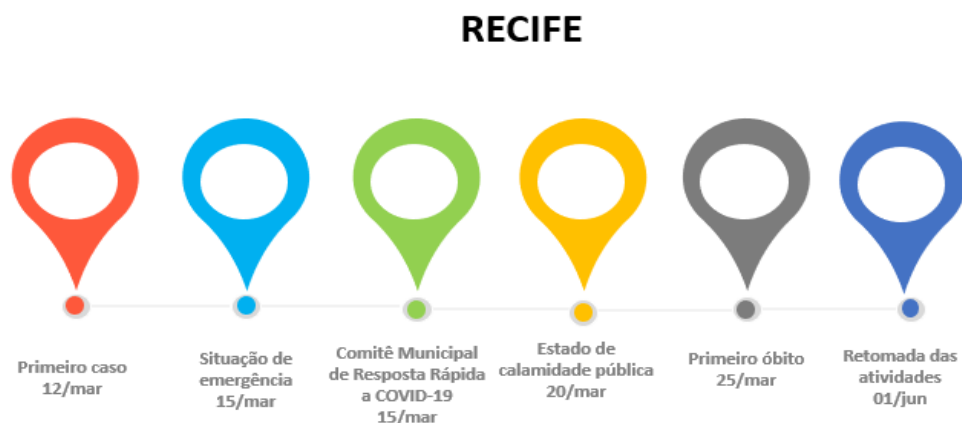 RECIFE
Primeiro caso
12/mar
Situação de
emergência
15/mar
Comitê Municipal
de Resposta Rápida
a COVID-19
15/mar
Estado de
calamidade pública
20/mar
Primeiro óbito
25/mar
Retomada das
atividades
01/jun